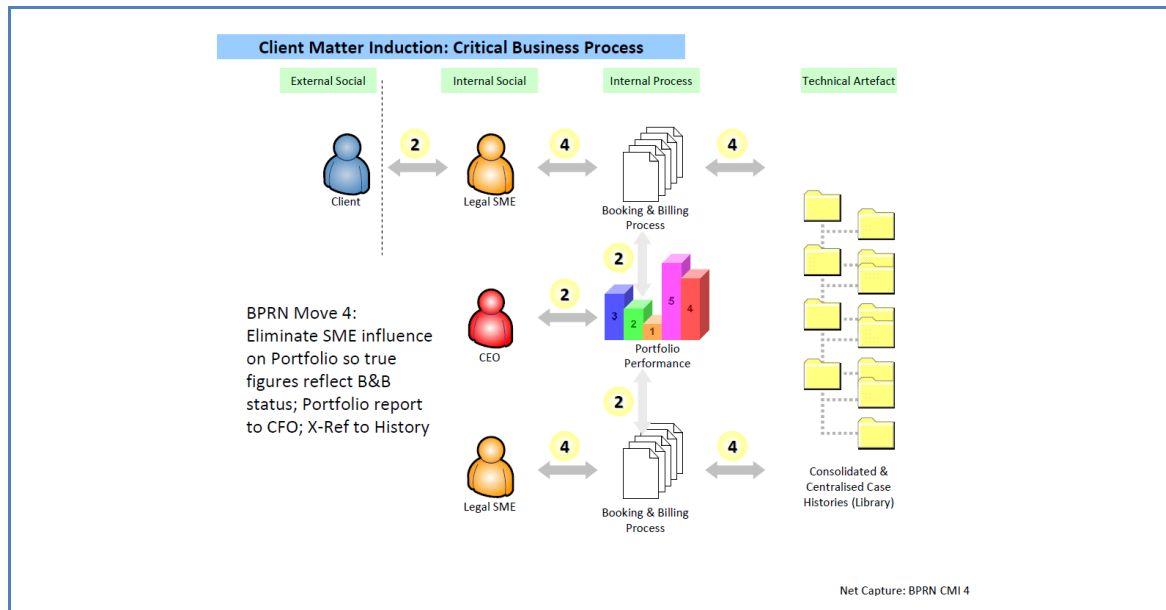 Client Matter Induction: Critical Business Process
External Social
Internal Social
Internal Process
Technical Artefact
2
4
4
Client
Legal SME
Booking & Billing
Process
2
BPRN Move 4:
Eliminate SME influence
on Portfolio so true
figures reflect B&B
status; Portfolio report
to CFO; X-Ref to History
2
CEO
3
2
1
5
4
Portfolio
Performance
2
4
4
Legal SME
Booking & Billing
Process
Consolidated &
Centralised Case
Histories (Library)
Net Capture: BPRN CMI 4